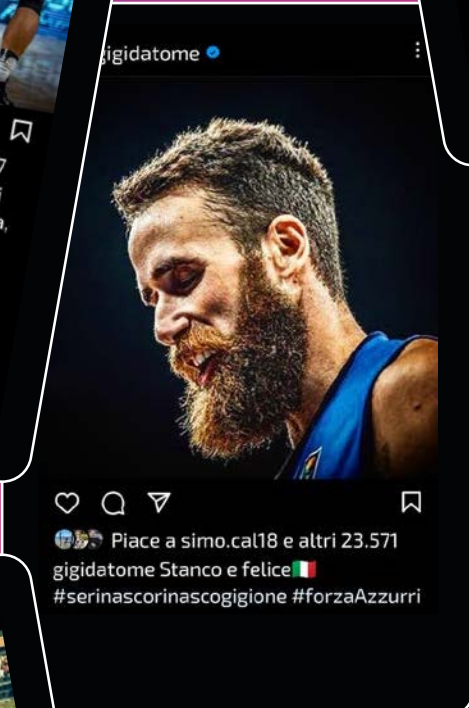 gigidatome
Piace a simo.cal18 e altri 23.571
gigidatome Stanco e felice🇮🇹
#serinascorinascogigione #forzaAzzurri